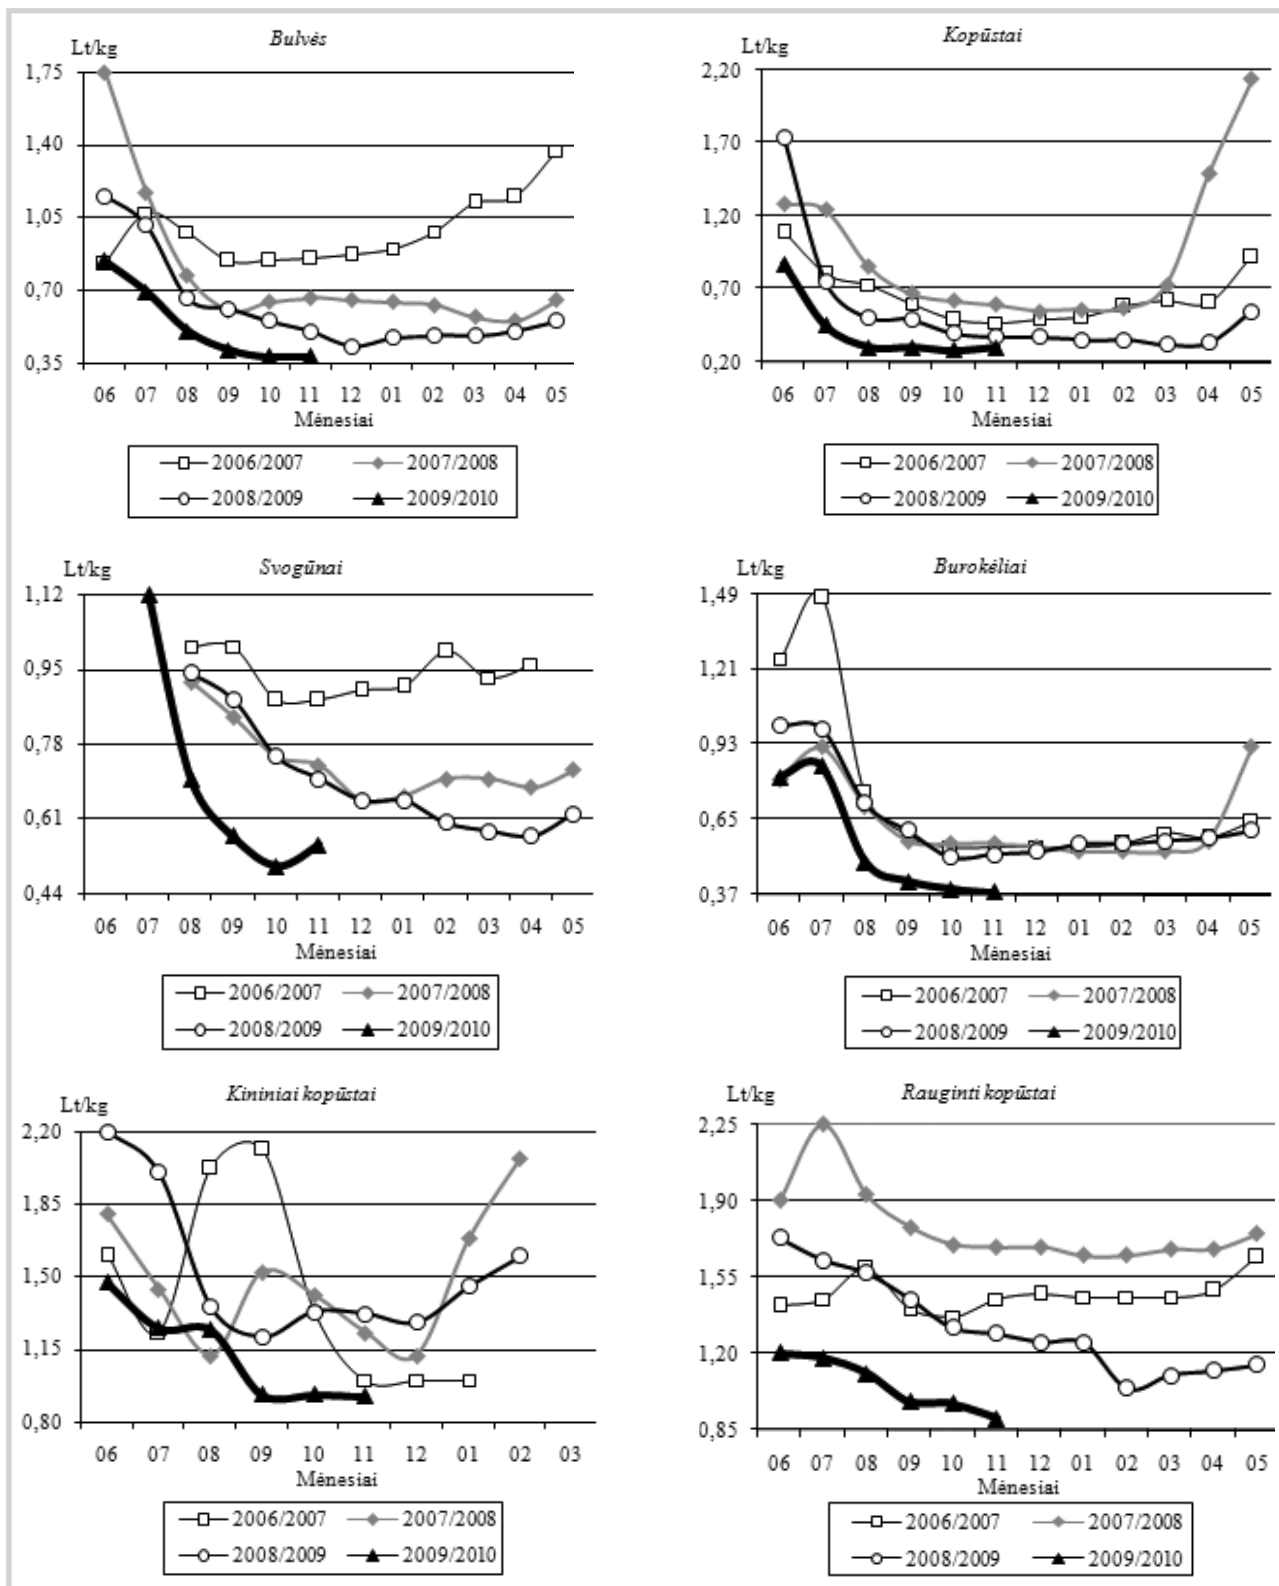 Bulvės
Lt/kg
1,75
1,40
1,05
0,70
0,35
06 07 08 09 10 11 12 01 02 03 04 05
Mėnesiai
2006/2007 2007/2008
2008/2009 2009/2010
Kopūstai
Lt/kg
2,20
1,70
1,20
0,70
0,20
06 07 08 09 10 11 12 01 02 03 04 05
Mėnesiai
2006/2007 2007/2008
2008/2009 2009/2010
Svogūnai
Lt/kg
1,12
0,95
0,78
0,61
0,44
06 07 08 09 10 11 12 01 02 03 04 05
Mėnesiai
2006/2007 2007/2008
2008/2009 2009/2010
Burokėliai
Lt/kg
1,49
1,21
0,93
0,65
0,37
06 07 08 09 10 11 12 01 02 03 04 05
Mėnesiai
2006/2007 2007/2008
2008/2009 2009/2010
Kininiai kopūstai
Lt/kg
2,20
1,85
1,50
1,15
0,80
06 07 08 09 10 11 12 01 02 03
Mėnesiai
2006/2007 2007/2008
2008/2009 2009/2010
Rauginti kopūstai
Lt/kg
2,25
1,90
1,55
1,20
0,85
06 07 08 09 10 11 12 01 02 03 04 05
Mėnesiai
2006/2007 2007/2008
2008/2009 2009/2010